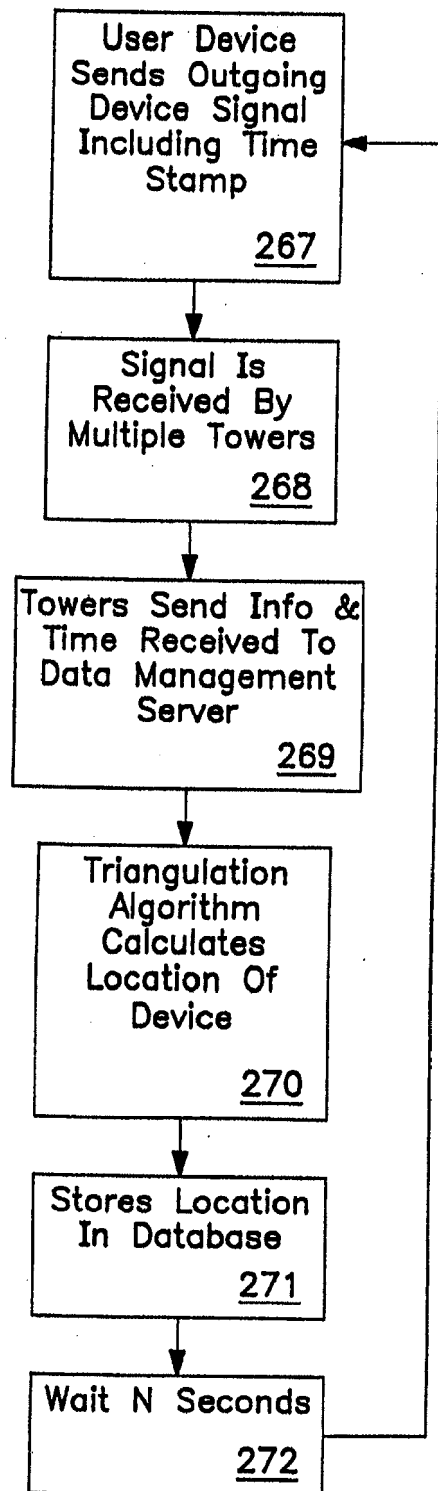 User Device
Sends Outgoing
Device Signal
Including Time
Stamp
267
Signal Is
Received By
Multiple Towers
268
Towers Send Info &
Time Received To
Data Management
Server
269
Triangulation
Algorithm
Calculates
Location Of
Device
270
Stores Location
In Database
271
Wait N Seconds
272